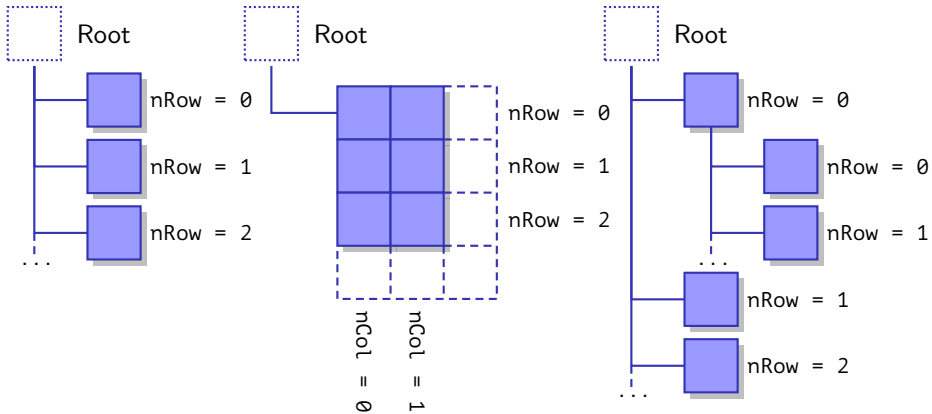 Root
nRow = 0
nRow = 1
nRow = 2
...
Root
nRow = 0
nRow = 1
nRow = 2
nCol = 0
nCol = 1
Root
nRow = 0
nRow = 0
nRow = 1
...
nRow = 1
nRow = 2
...